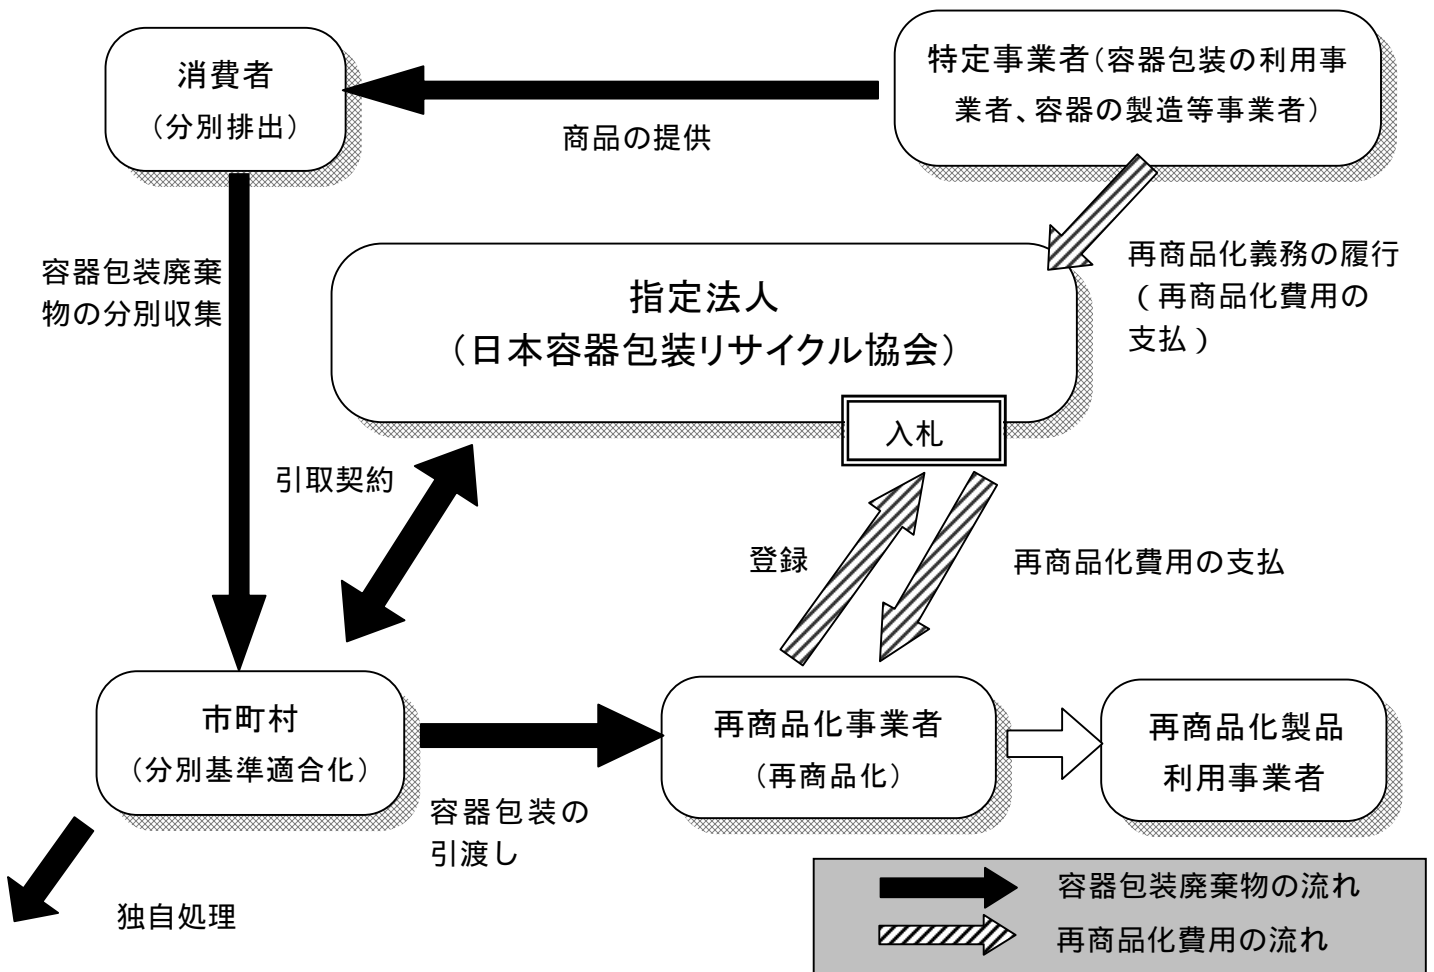 消費者
（分別排出）
特定事業者（容器包装の利用事
業者、容器の製造等事業者）
商品の提供
容器包装廃棄
物の分別収集
指定法人
（日本容器包装リサイクル協会）
再商品化義務の履行
（再商品化費用の
支払）
入札
引取契約
登録
再商品化費用の支払
市町村
（分別基準適合化）
再商品化事業者
（再商品化）
再商品化製品
利用事業者
容器包装の
引渡し
独自処理
容器包装廃棄物の流れ
再商品化費用の流れ